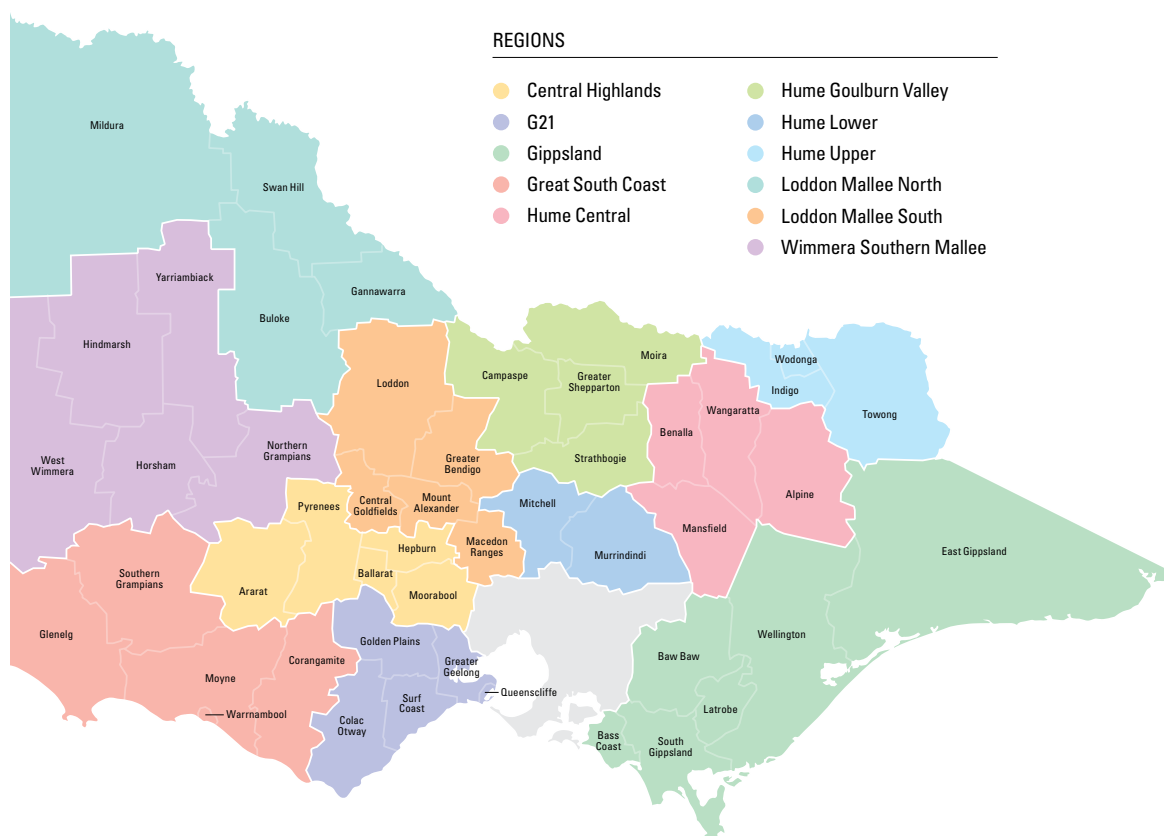 REGIONS
Central Highlands
G21
Gippsland
Great South Coast
Hume Central
Hume Goulburn Valley
Hume Lower
Hume Upper
Loddon Mallee North
Loddon Mallee South
Wimmera Southern Mallee
Mildura
Swan Hill
Yarriambiack
Gannawarra
Buloke
Hindmarsh
Loddon
Campaspe
Greater
Shepparton
Moira
Wodonga
Indigo
Towong
Benalla
Wangaratta
Northern
Grampians
West
Wimmera
Horsham
Greater
Bendigo
Strathbogie
Alpine
Pyrenees
Central
Goldfields
Mount
Alexander
Mitchell
Mansfield
Macedon
Ranges
Murrindindi
Hepburn
East Gippsland
Southern
Grampians
Ararat
Ballarat
Moorabool
Glenelg
Golden Plains
Wellington
Corangamite
Greater
Geelong
Baw Baw
Moyne
Queenscliffe
Warrnambool
Surf
Coast
Latrobe
Colac
Otway
Bass
Coast
South
Gippsland